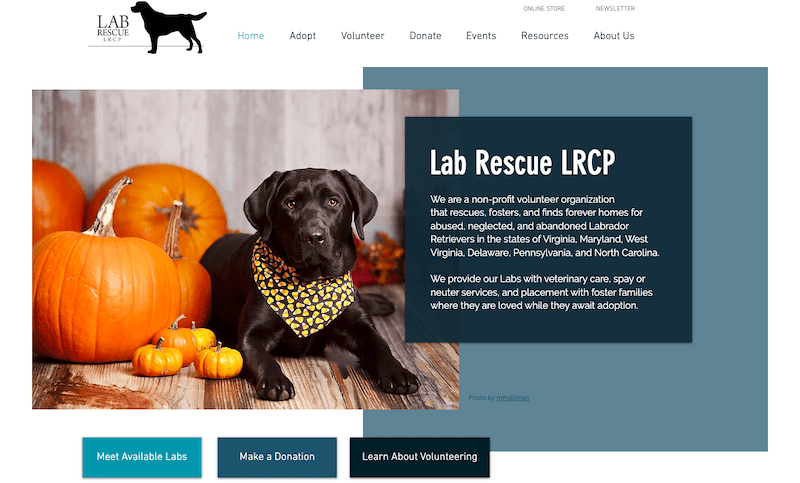 ONLINE STORE NEWSLETTER
LAB
RESCUE
LRCP
Home Adopt Volunteer Donate Events Resources About Us
Lab Rescue LRCP
We are a non-profit volunteer organization
that rescues, fosters, and finds forever homes for
abused, neglected, and abandoned Labrador
Retrievers in the states of Virginia, Maryland, West
Virginia, Delaware, Pennsylvania, and North Carolina.
We provide our Labs with veterinary care, spay or
neuter services, and placement with foster families
where they are loved while they await adoption.
Photo by
Meet Available Labs Make a Donation Learn About Volunteering